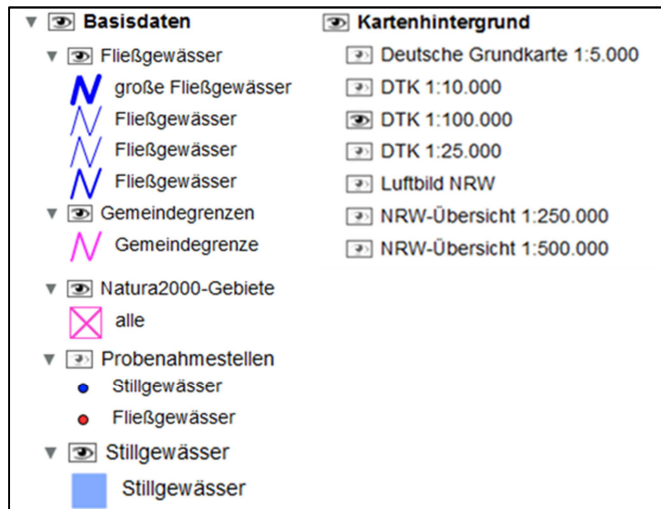 Basisdaten
Fließgewässer
große Fließgewässer
Fließgewässer
Fließgewässer
Fließgewässer
Gemeindegrenzen
Gemeindegrenze
Natura2000-Gebiete
alle
Probenahmestellen
Stillgewässer
Fließgewässer
Stillgewässer
Stillgewässer
Kartenhintergrund
Deutsche Grundkarte 1:5.000
DTK 1:10.000
DTK 1:100.000
DTK 1:25.000
Luftbild NRW
NRW-Übersicht 1:250.000
NRW-Übersicht 1:500.000